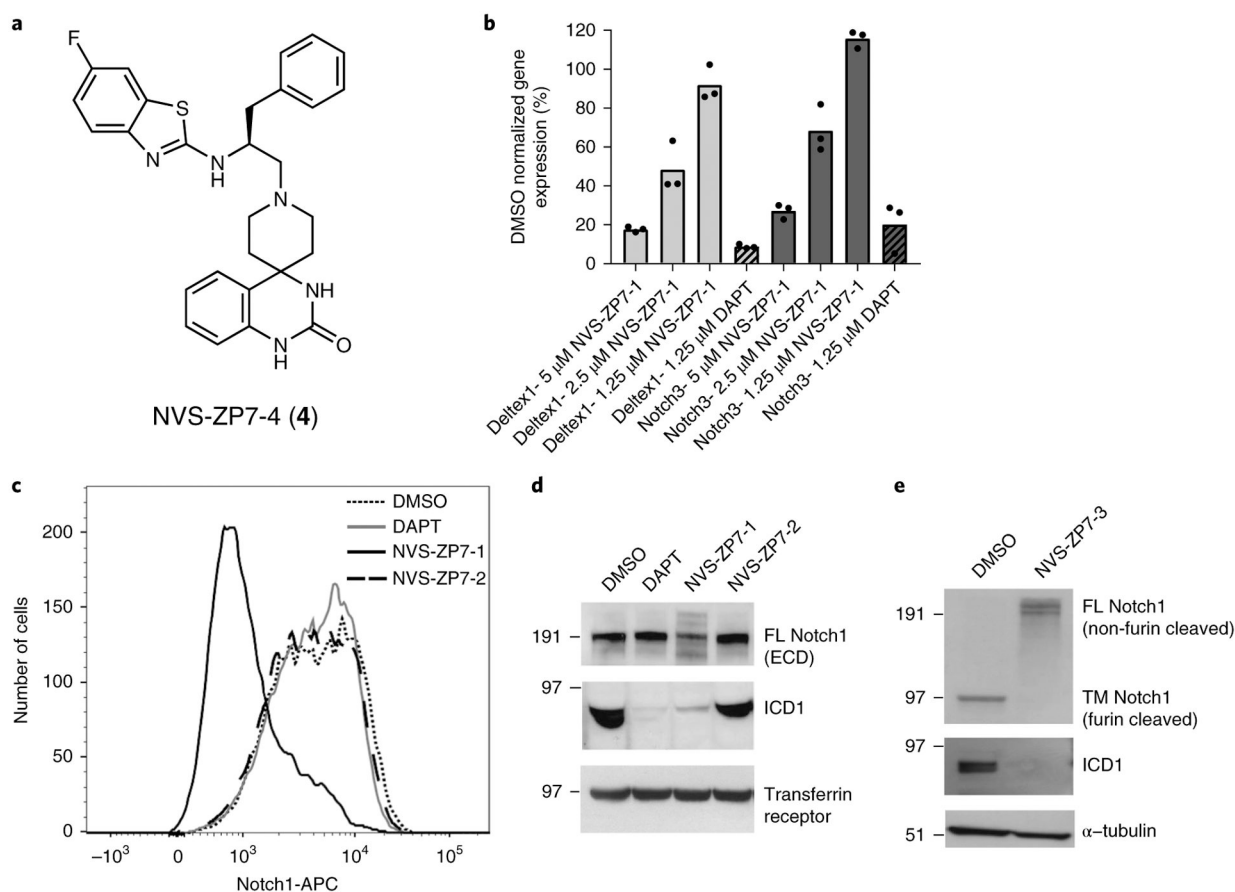 a
F
S
N
N
H
N
NH
N
H
O
NVS-ZP7-4 (4)
b
DMSO normalized gene
expression (%)
120
100
80
60
40
20
0
Deltex1- 5 μM NVS-ZP7-1
Deltex1- 2.5 μM NVS-ZP7-1
Deltex1- 1.25 μM NVS-ZP7-1
Deltex1- 1.25 μM DAPT
Notch3- 5 μM NVS-ZP7-1
Notch3- 2.5 μM NVS-ZP7-1
Notch3- 1.25 μM NVS-ZP7-1
Notch3- 1.25 μM DAPT
c
Number of cells
200
150
100
50
0
DMSO
DAPT
NVS-ZP7-1
NVS-ZP7-2
−10³ 0 10³ 10⁴ 10⁵
Notch1-APC
d
DMSO
DAPT
NVS-ZP7-1
NVS-ZP7-2
191
FL Notch1
(ECD)
97
ICD1
97
Transferrin
receptor
e
DMSO
NVS-ZP7-3
191
FL Notch1
(non-furin cleaved)
97
TM Notch1
(furin cleaved)
97
ICD1
51
α−tubulin